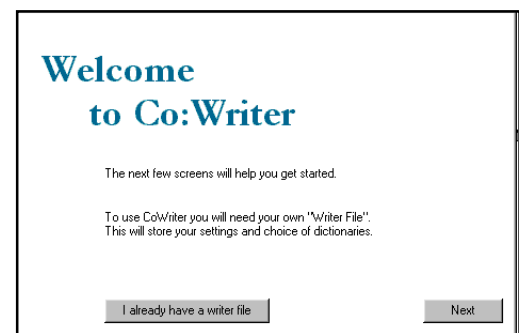 Welcome
to Co:Writer
The next few screens will help you get started.
To use CoWriter you will need your own "Writer File".
This will store your settings and choice of dictionaries.
I already have a writer file
Next